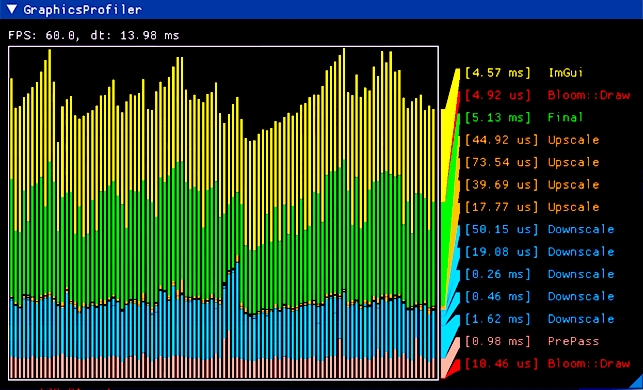 GraphicsProfiler
FPS: 60.0, dt: 13.98 ms
[4.57 ms] ImGui
[4.92 us] Bloom::Draw
[5.13 ms] Final
[44.92 us] Upscale
[73.54 us] Upscale
[39.69 us] Upscale
[17.77 us] Upscale
[50.15 us] Downscale
[19.08 us] Downscale
[0.26 ms] Downscale
[0.46 ms] Downscale
[1.62 ms] Downscale
[0.98 ms] PrePass
[10.46 us] Bloom::Draw